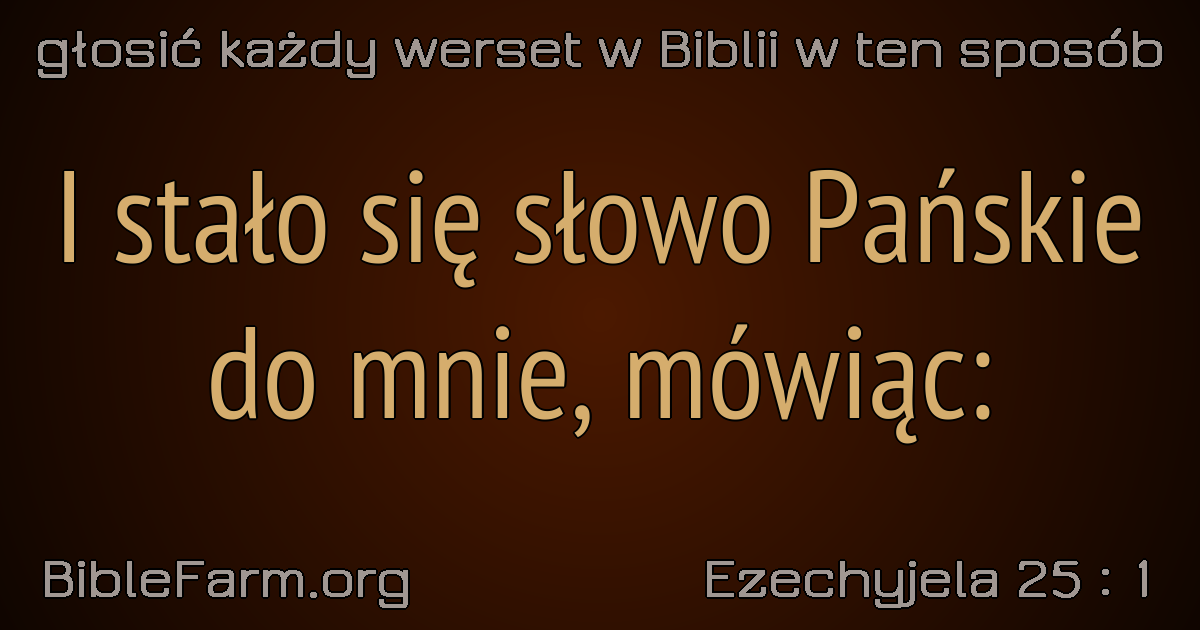 głosić każdy werset w Biblii w ten sposób
I stało się słowo Pańskie
do mnie, mówiąc:
BibleFarm.org
Ezechyjela 25 : 1